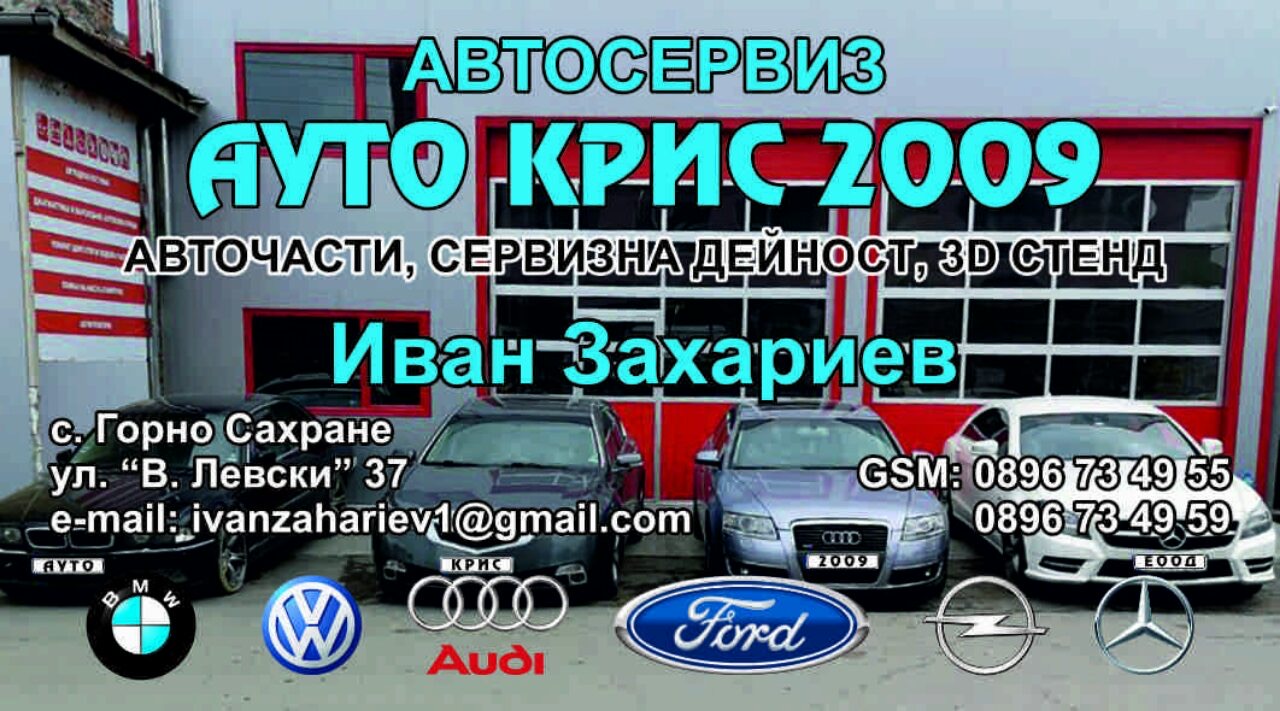 АВТОСЕРВИЗ
АУТО КРИС 2009
АВТОЧАСТИ, СЕРВИЗНА ДЕЙНОСТ, 3D СТЕНД
Иван Захариев
с. Горно Сахране
ул. “В. Левски” 37
e-mail: ivanzahariev1@gmail.com
GSM: 0896 73 49 55
0896 73 49 59
АУТО
КРИС
2009
ЕООД
BMW
Audi
Ford